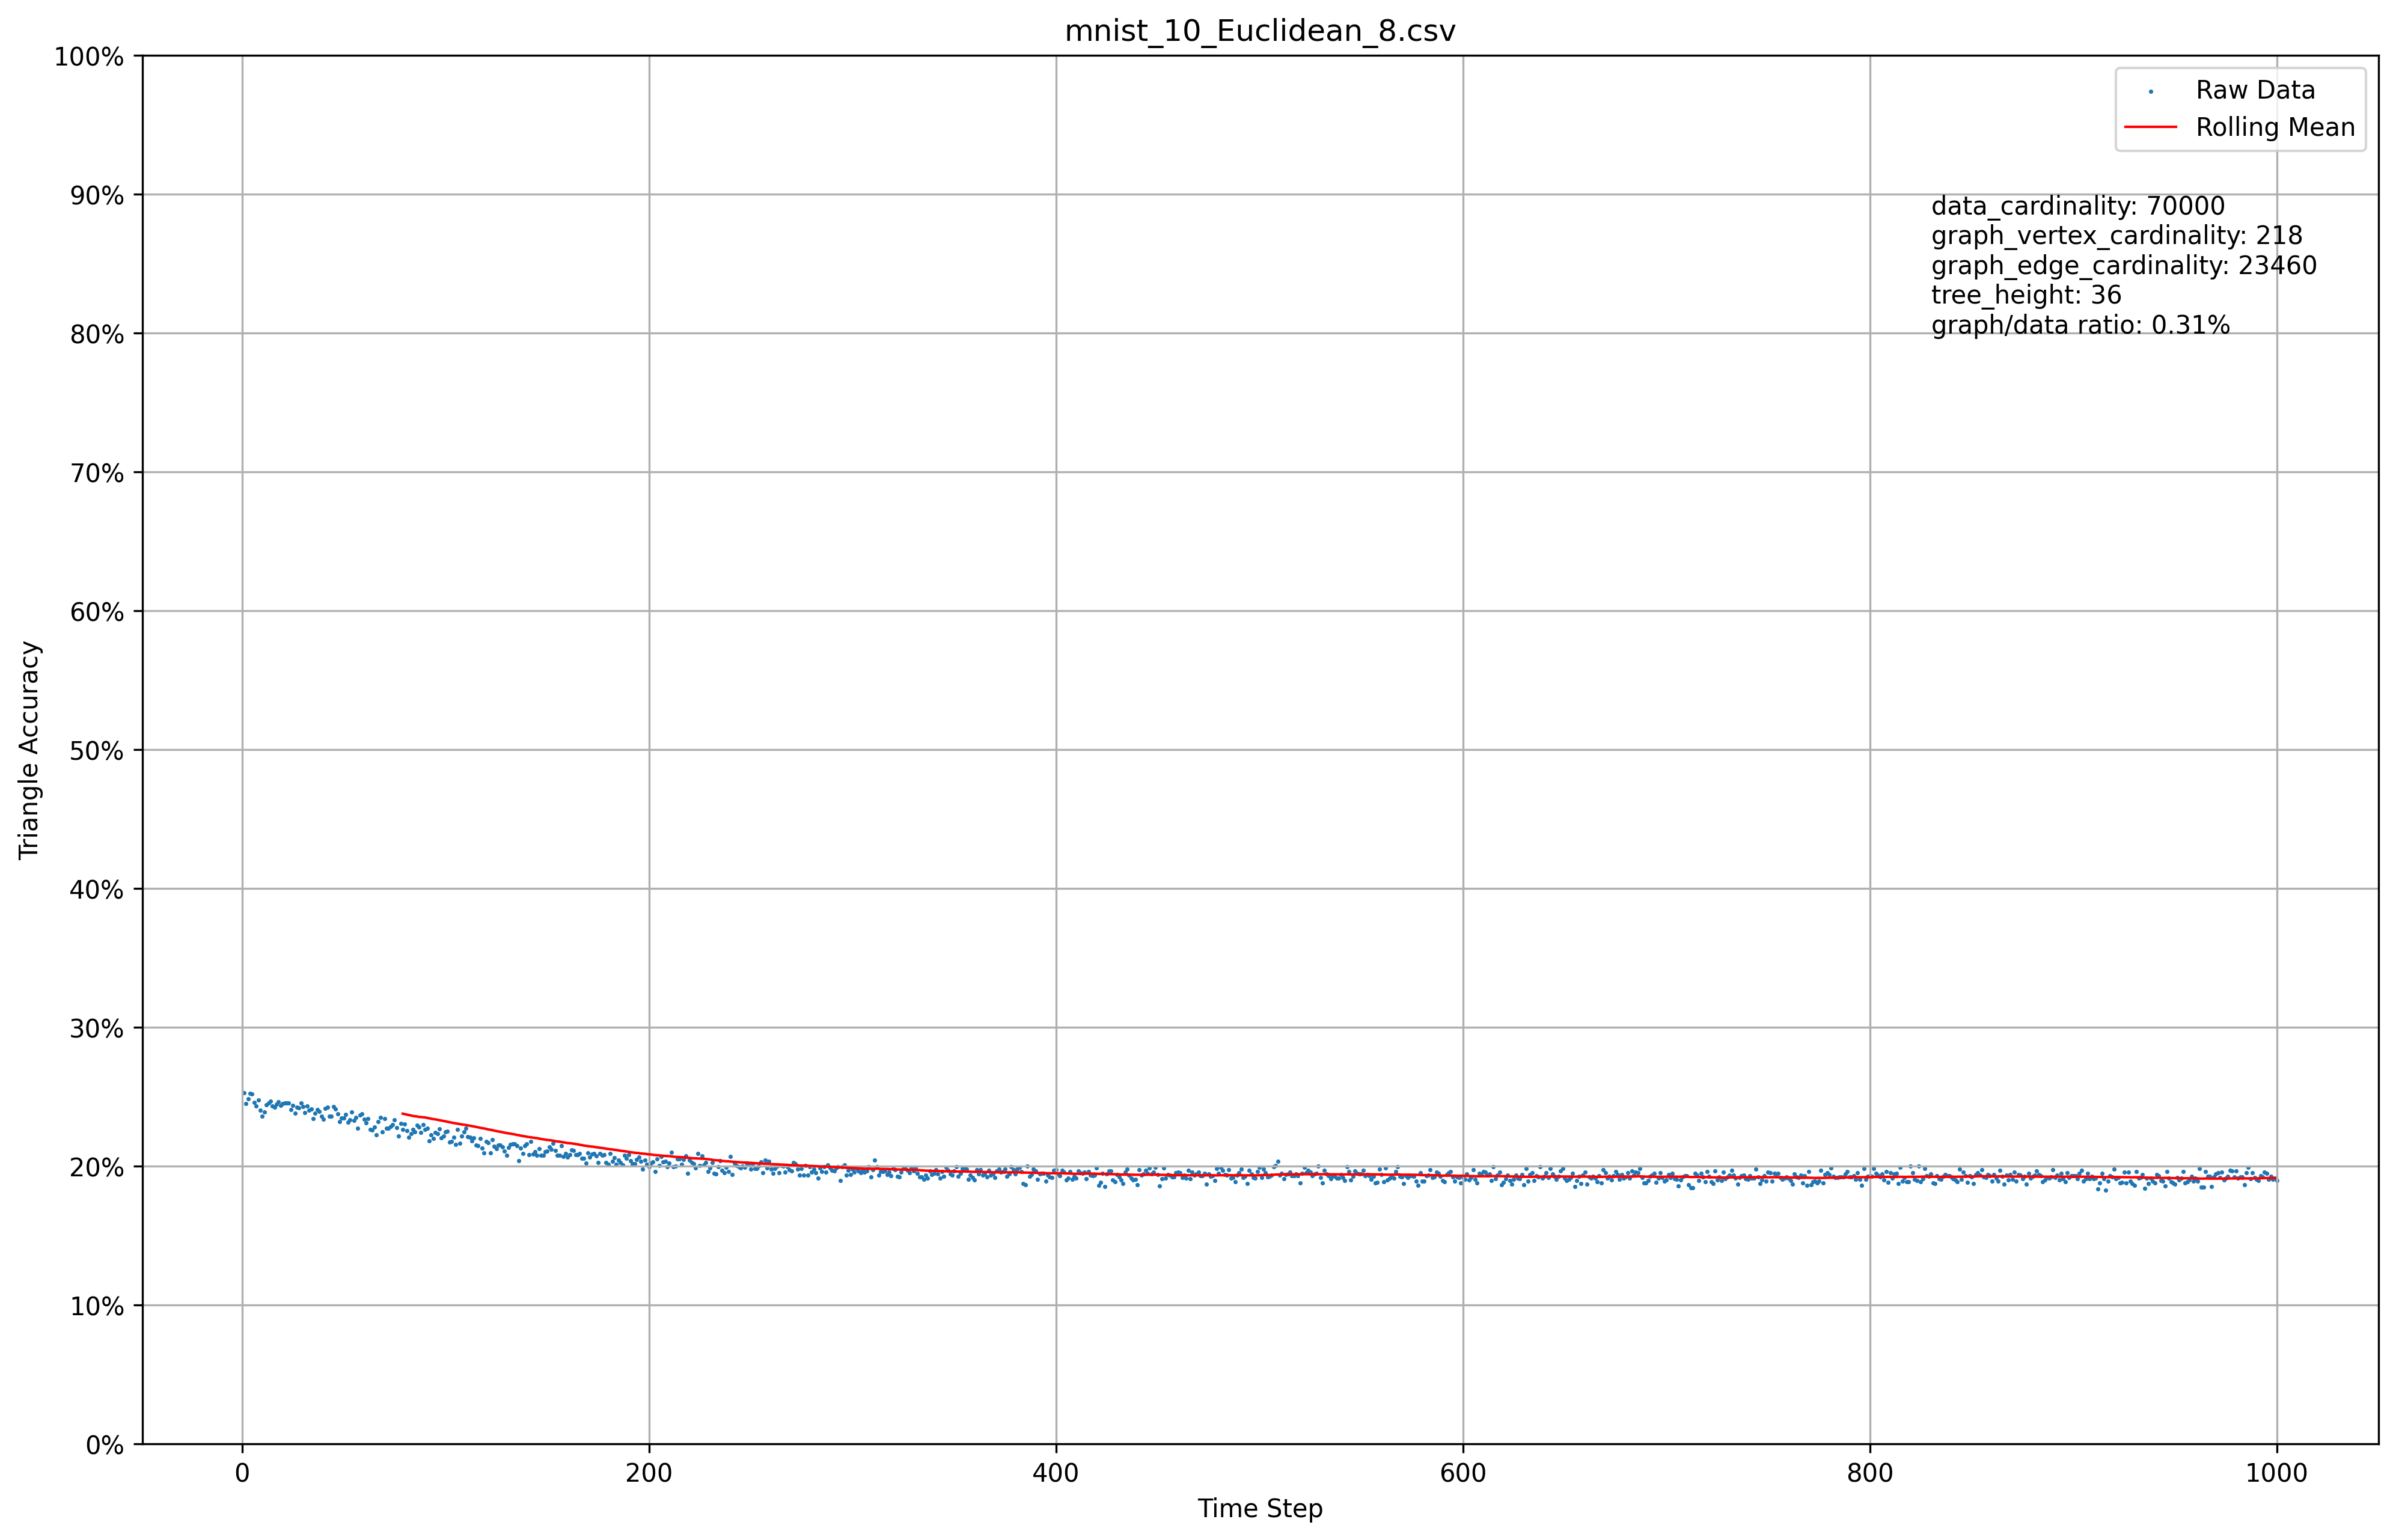 mnist_10_Euclidean_8.csv
100%
90%
80%
70%
60%
50%
40%
30%
20%
10%
0%
Triangle Accuracy
Raw Data
Rolling Mean
data_cardinality: 70000
graph_vertex_cardinality: 218
graph_edge_cardinality: 23460
tree_height: 36
graph/data ratio: 0.31%
0 200 400 600 800 1000
Time Step